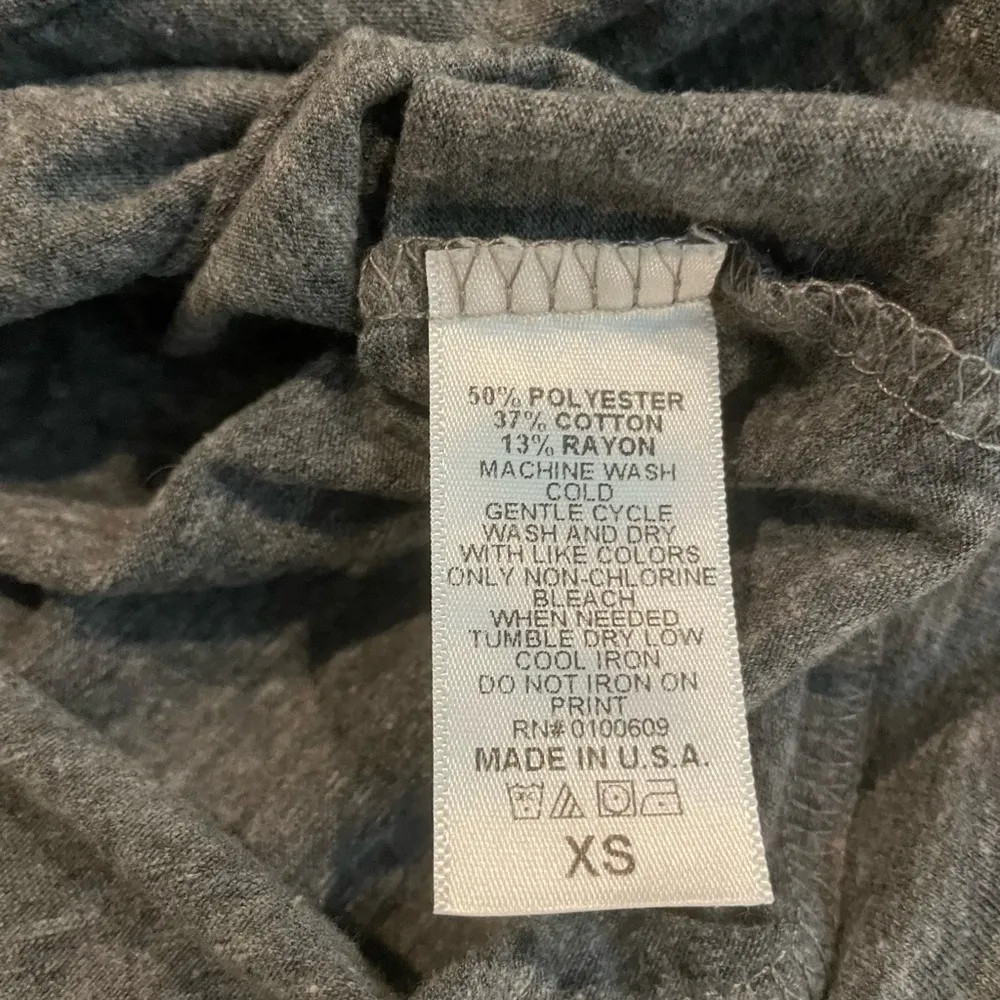 50% POLYESTER
37% COTTON
13% RAYON
MACHINE WASH
COLD
GENTLE CYCLE
WASH AND DRY
WITH LIKE COLORS
ONLY NON-CHLORINE
BLEACH
WHEN NEEDED
TUMBLE DRY LOW
COOL IRON
DO NOT IRON ON
PRINT
RN# 0100609
MADE IN U.S.A.
XS